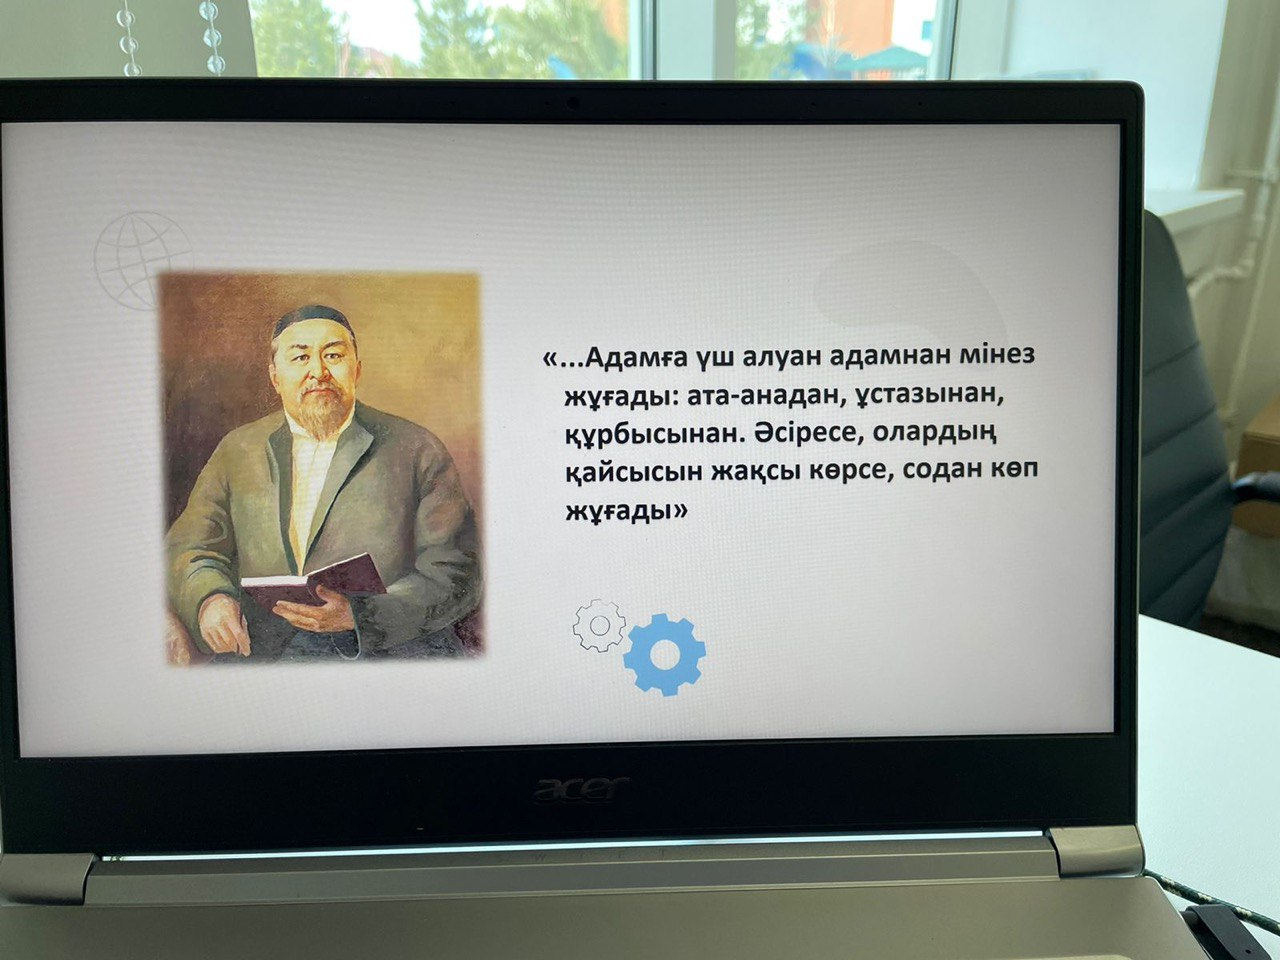 «...Адамға үш алуан адамнан мінез
жұғады: ата-анадан, ұстазынан,
құрбысынан. Әсіресе, олардың
қайсысын жақсы көрсе, содан көп
жұғады»
acer